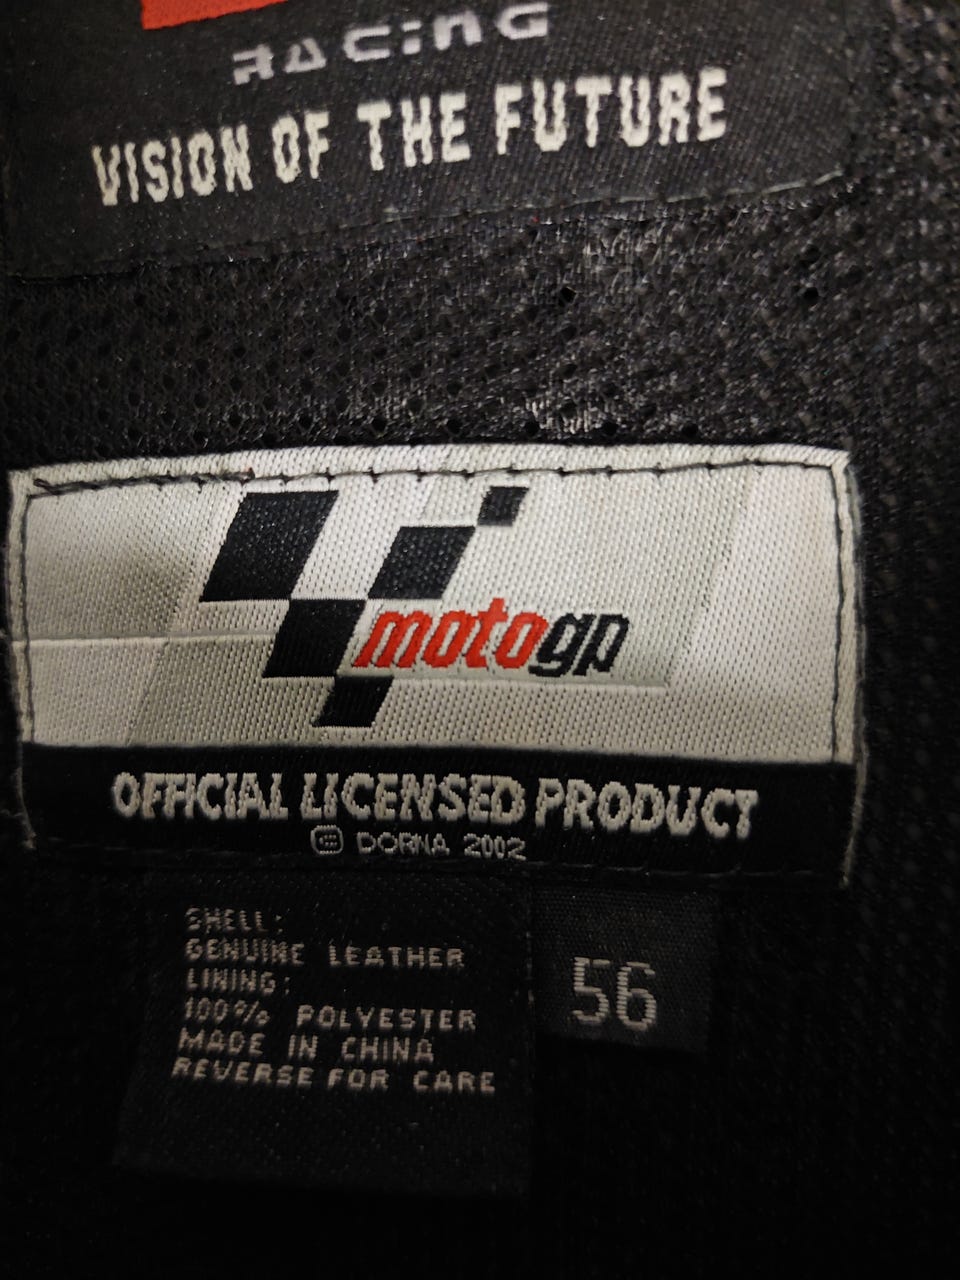 RACING
VISION OF THE FUTURE
motogp
OFFICIAL LICENSED PRODUCT
© DORNA 2002
SHELL:
GENUINE LEATHER
LINING:
100% POLYESTER
MADE IN CHINA
REVERSE FOR CARE
56